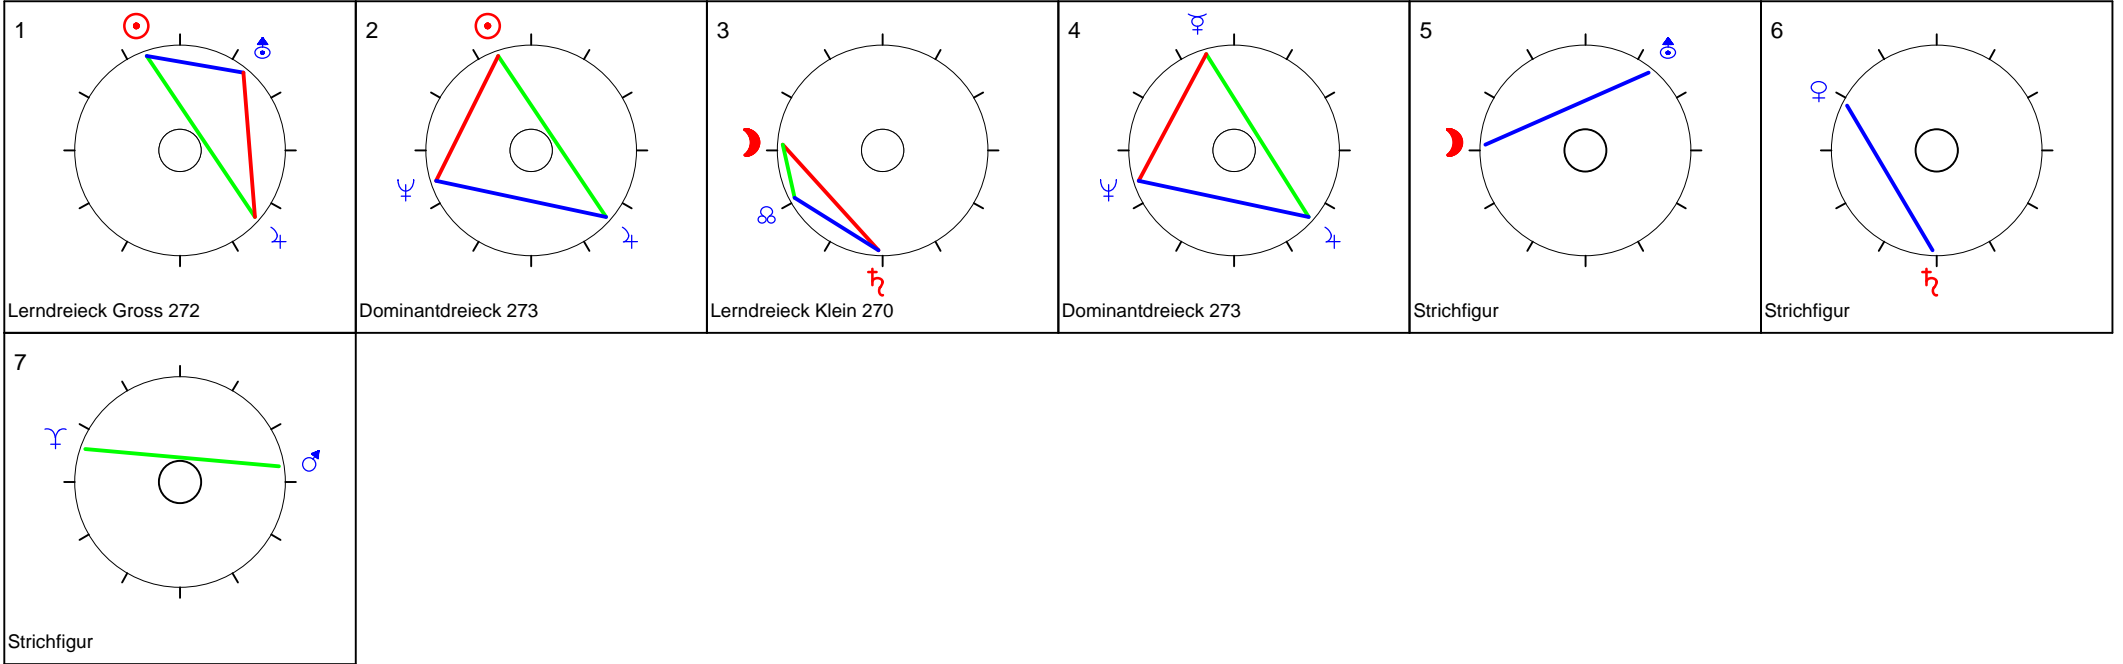 1
2
3
4
5
6
Lerndreieck Gross 272
Dominantdreieck 273
Lerndreieck Klein 270
Dominantdreieck 273
Strichfigur
Strichfigur
7
Strichfigur